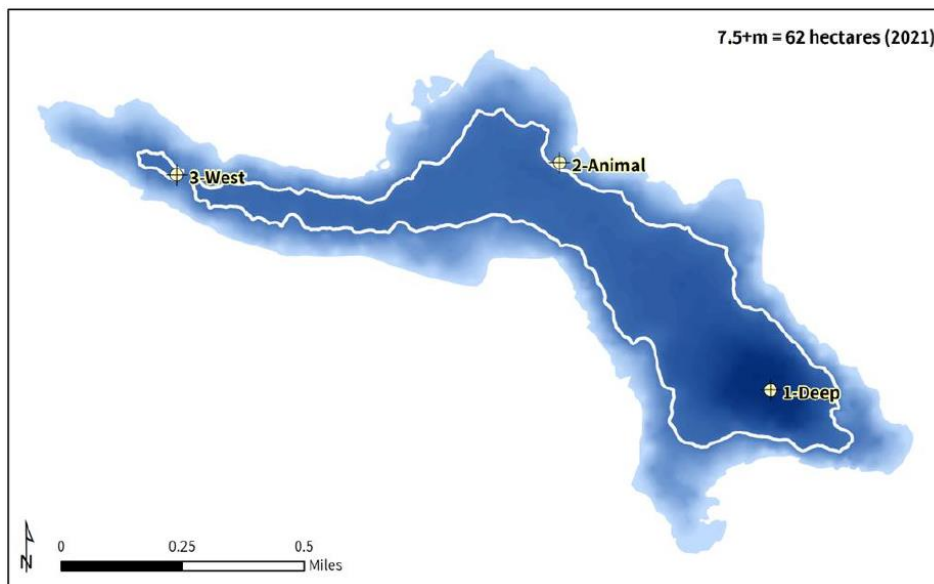 7.5+m = 62 hectares (2021)
2-Animal
3-West
1-Deep
0 0.25 0.5
Miles
N